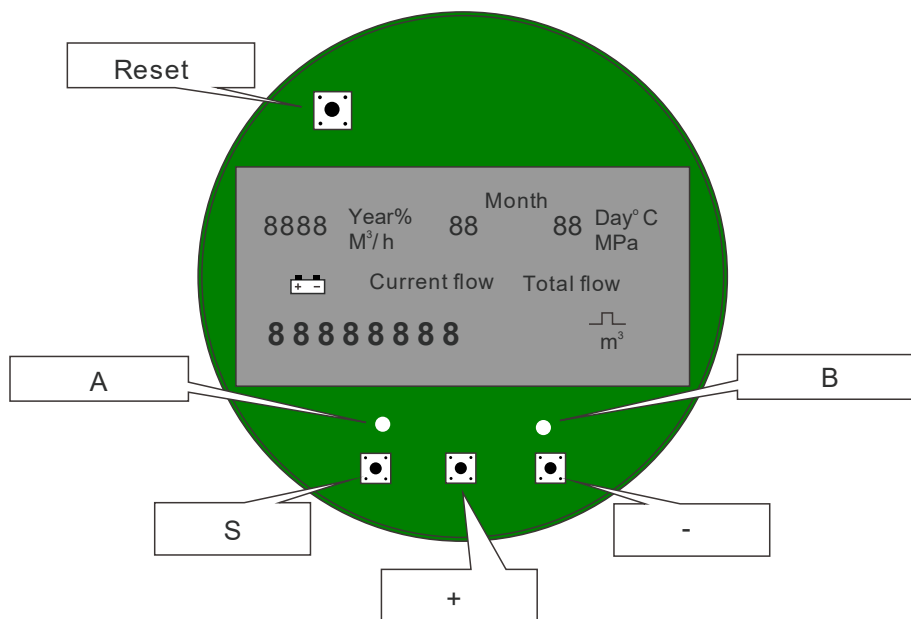 Reset
Month
8888 Year% 88 88 Day°C
M³/h MPa
+ - Current flow Total flow
88888888 m³
A
B
S
-
+